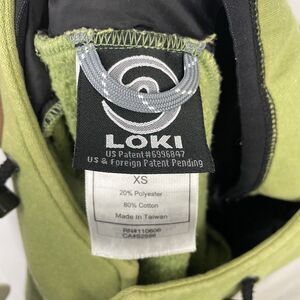 LOKI
US Patent#6996847
US & Foreign Patent Pending
XS
20% Polyester
80% Cotton
Made in Taiwan
RN#110606
CA#52986